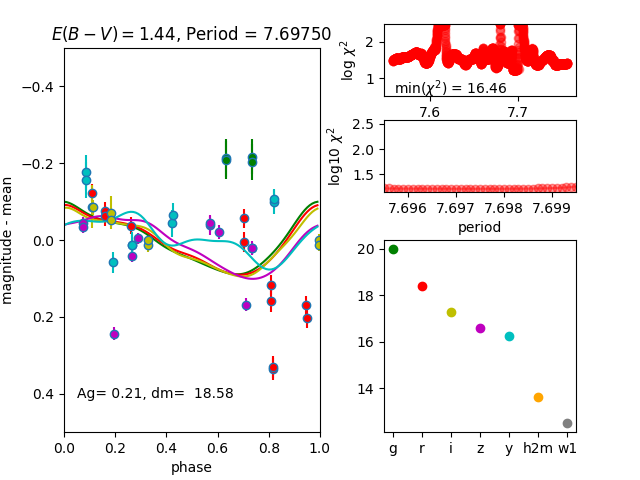 E(B − V) = 1.44, Period = 7.69750
magnitude - mean
−0.4
−0.2
0.0
0.2
0.4
Ag= 0.21, dm=  18.58
0.0 0.2 0.4 0.6 0.8 1.0
phase
log χ²
2
1
min(χ²) = 16.46
7.6 7.7
log10 χ²
2.5
2.0
1.5
7.696 7.697 7.698 7.699
period
20
18
16
14
g r i z y h2m w1